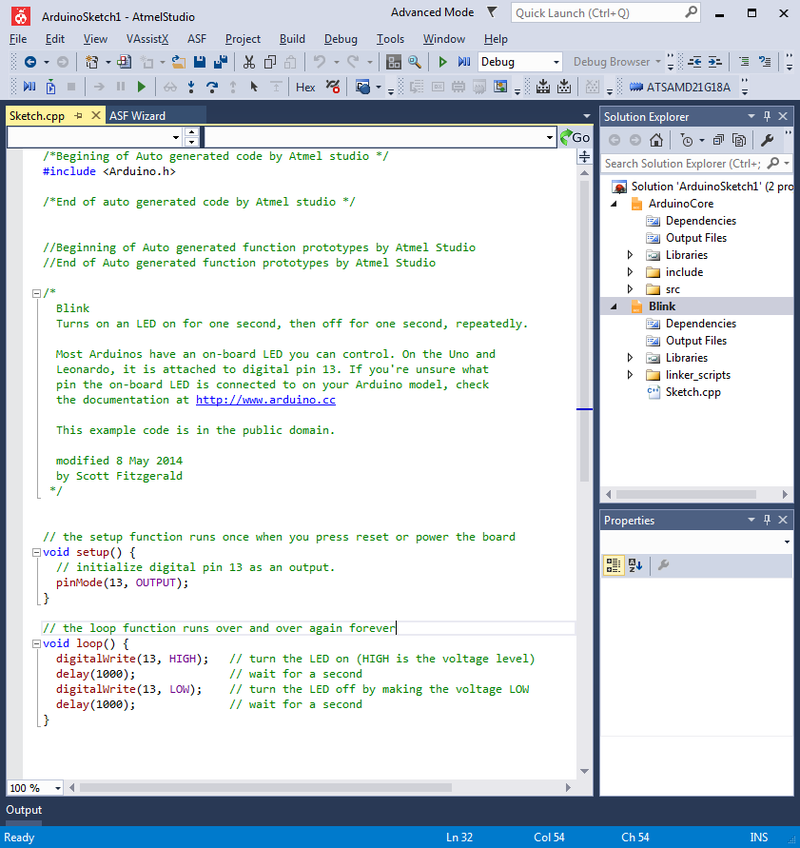 ArduinoSketch1 - AtmelStudio
Advanced Mode
Quick Launch (Ctrl+Q)
File Edit View VAssistX ASF Project Build Debug Tools Window Help
Debug
Debug Browser
Hex
ATSAMD21G18A
Sketch.cpp
ASF Wizard
Go
/*Begining of Auto generated code by Atmel studio */
#include <Arduino.h>
/*End of auto generated code by Atmel studio */
//Beginning of Auto generated function prototypes by Atmel Studio
//End of Auto generated function prototypes by Atmel Studio
/*
Blink
Turns on an LED on for one second, then off for one second, repeatedly.
Most Arduinos have an on-board LED you can control. On the Uno and
Leonardo, it is attached to digital pin 13. If you're unsure what
pin the on-board LED is connected to on your Arduino model, check
the documentation at http://www.arduino.cc
This example code is in the public domain.
modified 8 May 2014
by Scott Fitzgerald
*/
// the setup function runs once when you press reset or power the board
void setup() {
// initialize digital pin 13 as an output.
pinMode(13, OUTPUT);
}
// the loop function runs over and over again forever
void loop() {
digitalWrite(13, HIGH);   // turn the LED on (HIGH is the voltage level)
delay(1000);              // wait for a second
digitalWrite(13, LOW);    // turn the LED off by making the voltage LOW
delay(1000);              // wait for a second
}
100 %
Solution Explorer
Search Solution Explorer (Ctrl+;
Solution 'ArduinoSketch1' (2 pro
ArduinoCore
Dependencies
Output Files
Libraries
include
src
Blink
Dependencies
Output Files
Libraries
linker_scripts
Sketch.cpp
Properties
Output
Ready
Ln 32
Col 54
Ch 54
INS